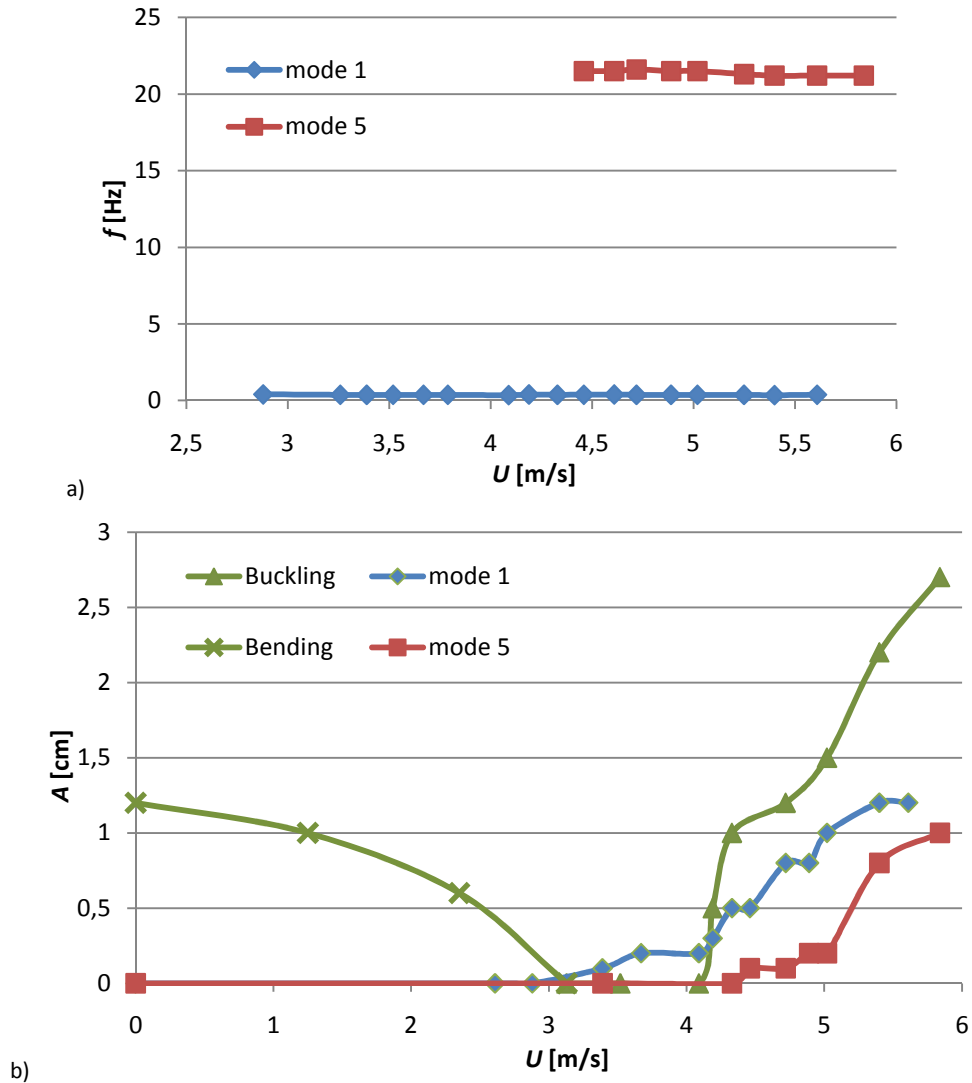 25
20
15
10
5
0
f [Hz]
mode 1
mode 5
2,5 3 3,5 4 4,5 5 5,5 6
U [m/s]
a)
3
2,5
2
1,5
1
0,5
0
A [cm]
Buckling mode 1
Bending mode 5
0 1 2 3 4 5 6
U [m/s]
b)